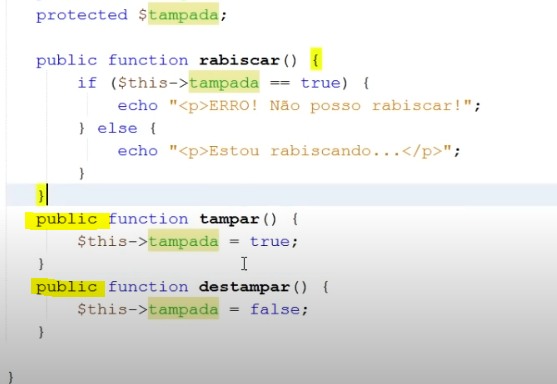 protected $tampada;
public function rabiscar() {
if ($this->tampada == true) {
echo "<p>ERRO! Não posso rabiscar!";
} else {
echo "<p>Estou rabiscando...</p>";
}
}
public function tampar() {
$this->tampada = true;
}
public function destampar() {
$this->tampada = false;
}
}